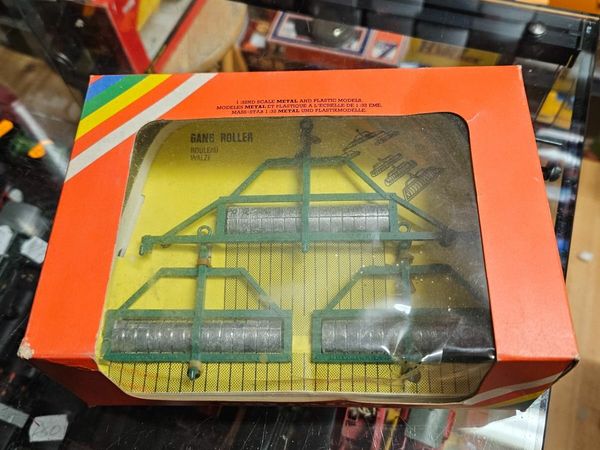 1:32ND SCALE METAL AND PLASTIC MODELS.
MODELES METAL ET PLASTIQUE A L'ECHELLE DE 1:32 EME.
MASS-STAB 1:32 METAL UND PLASTIKMODELLE.
GANG ROLLER
ROULEAU
WALZE